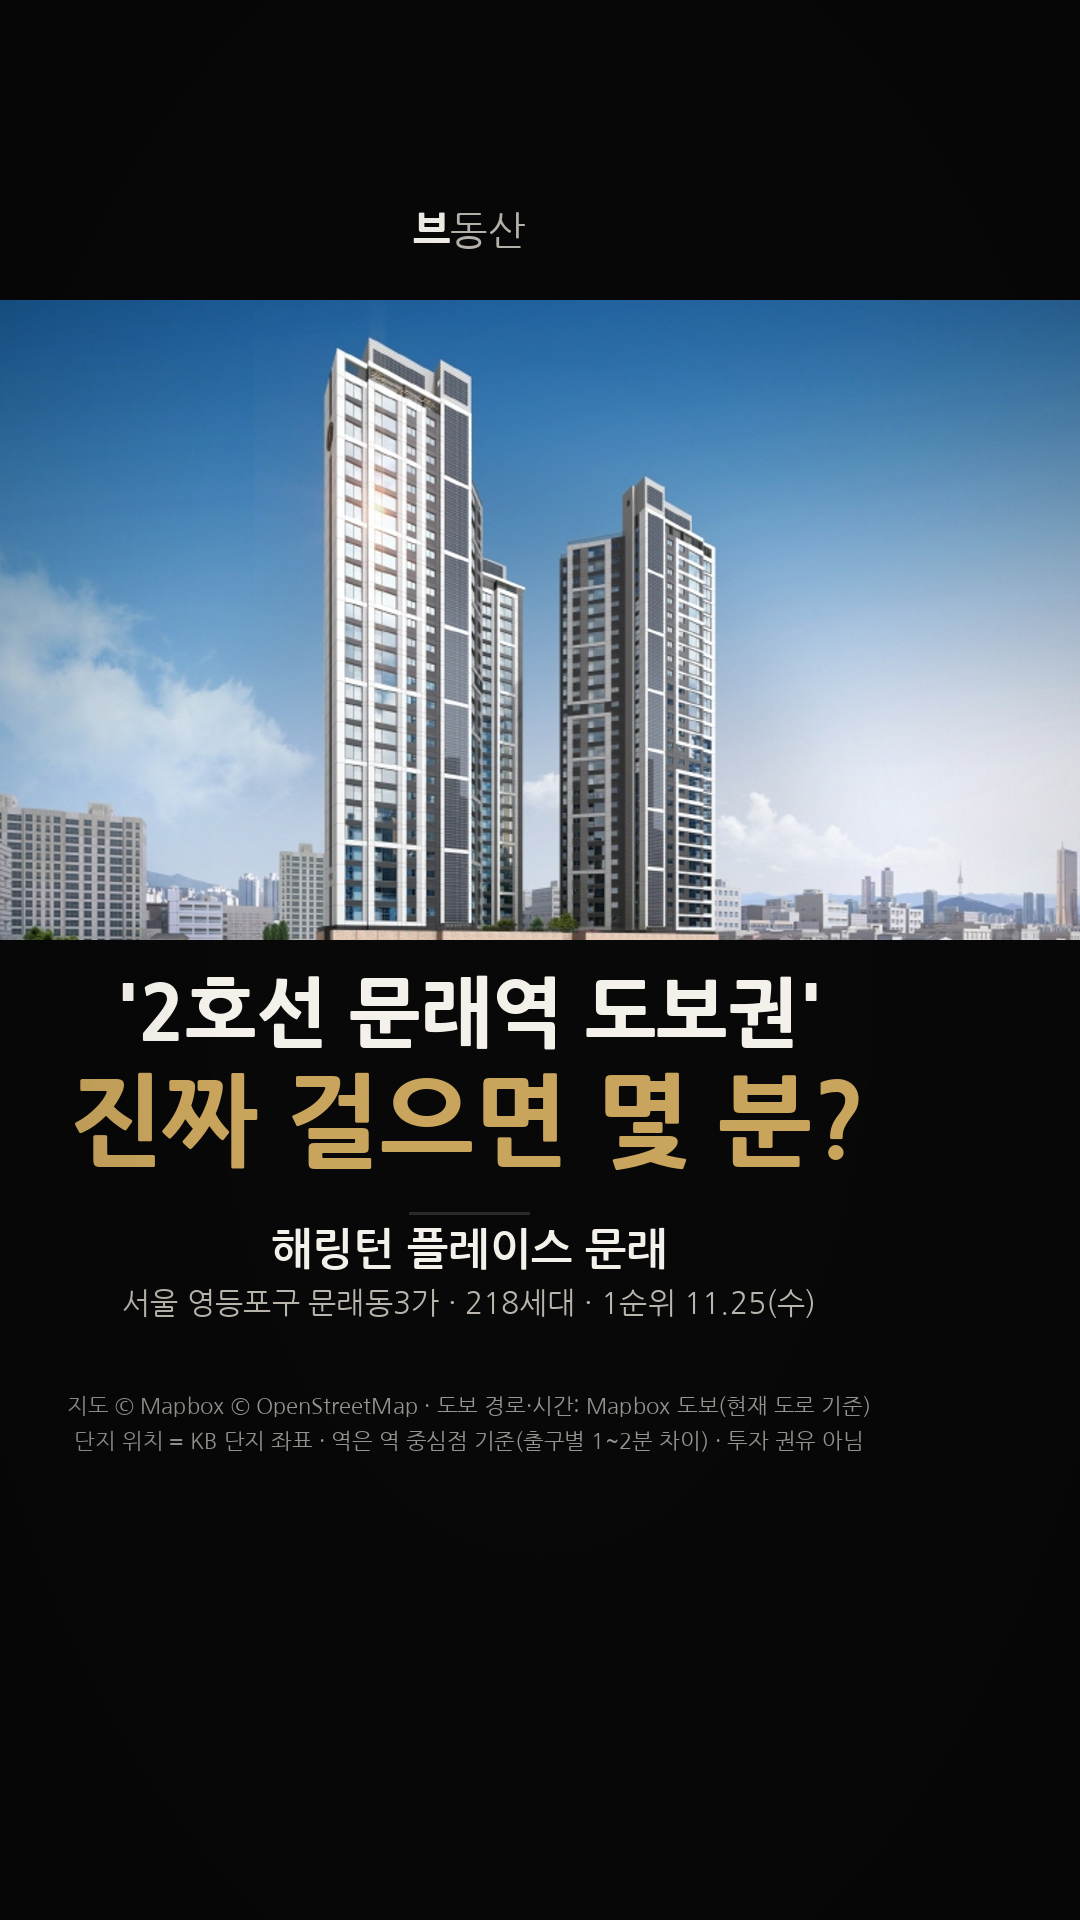 브동산
'2호선 문래역 도보권'
진짜 걸으면 몇 분?
해링턴 플레이스 문래
서울 영등포구 문래동3가 · 218세대 · 1순위 11.25(수)
지도 © Mapbox © OpenStreetMap · 도보 경로·시간: Mapbox 도보(현재 도로 기준)
단지 위치 = KB 단지 좌표 · 역은 역 중심점 기준(출구별 1~2분 차이) · 투자 권유 아님